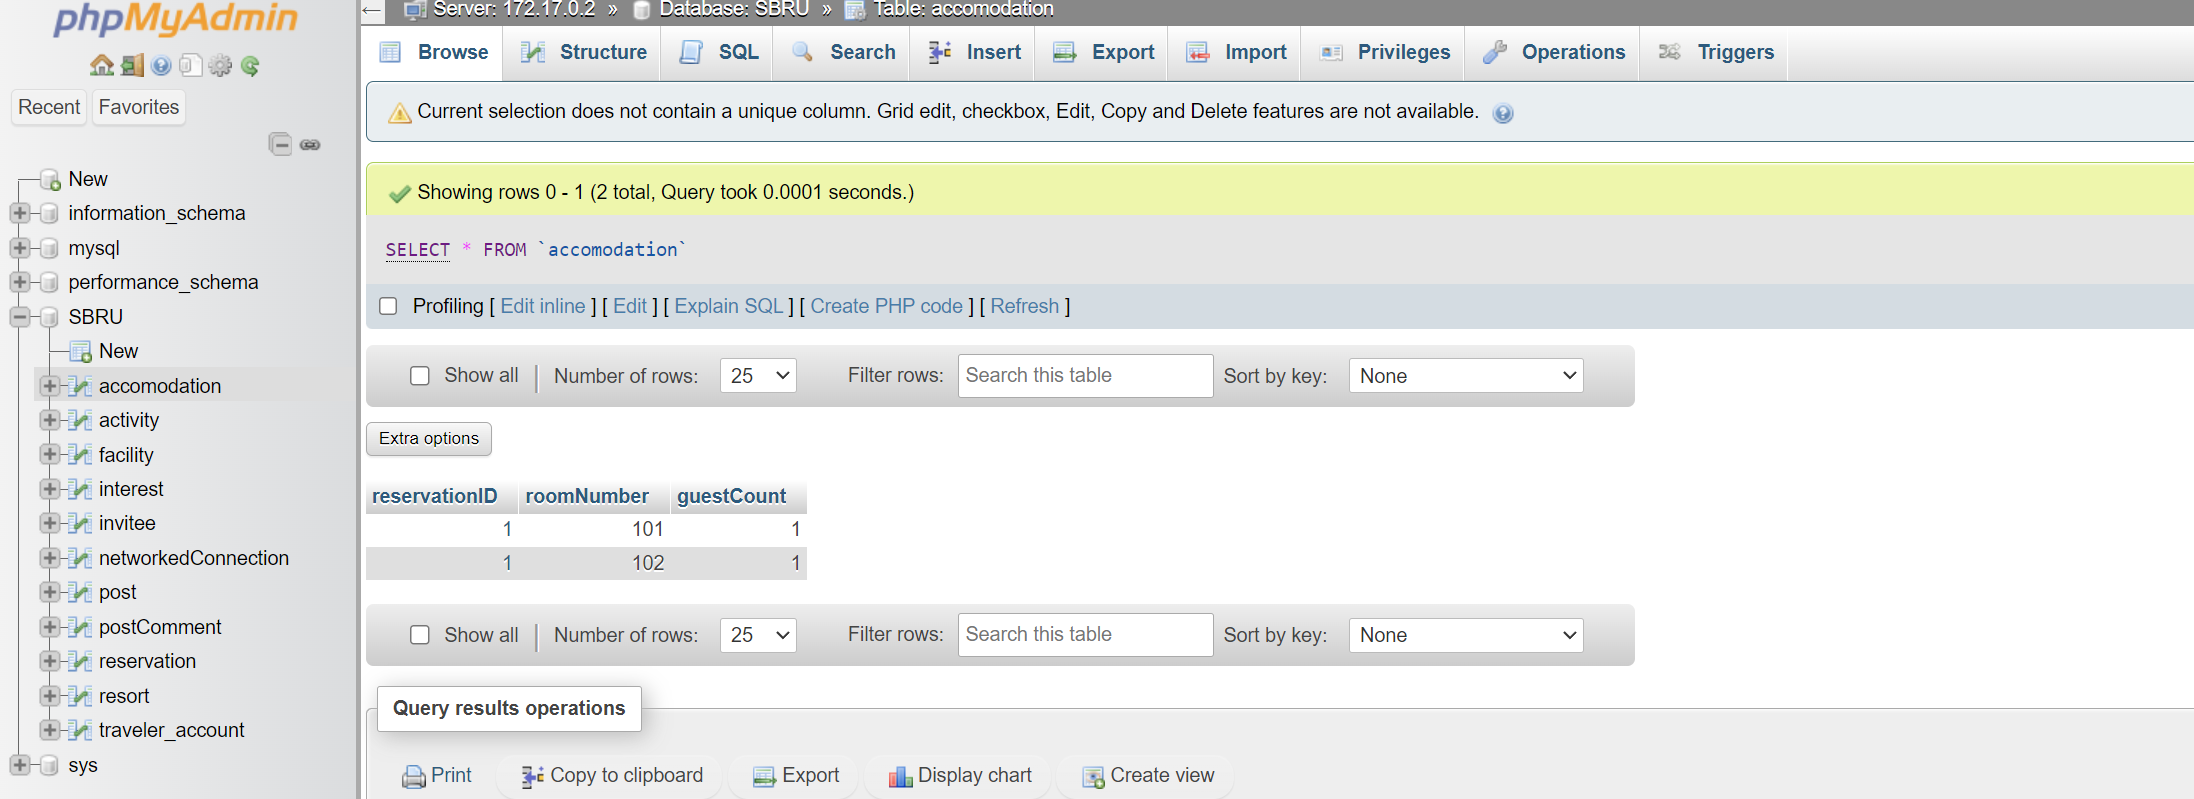 phpMyAdmin
Recent
Favorites
New
information_schema
mysql
performance_schema
SBRU
New
accomodation
activity
facility
interest
invitee
networkedConnection
post
postComment
reservation
resort
traveler_account
sys
Server: 172.17.0.2 » Database: SBRU » Table: accomodation
Browse Structure SQL Search Insert Export Import Privileges Operations Triggers
Current selection does not contain a unique column. Grid edit, checkbox, Edit, Copy and Delete features are not available.
Showing rows 0 - 1 (2 total, Query took 0.0001 seconds.)
SELECT * FROM `accomodation`
Profiling [ Edit inline ] [ Edit ] [ Explain SQL ] [ Create PHP code ] [ Refresh ]
Show all | Number of rows: 25 Filter rows: Search this table Sort by key: None
Extra options
reservationID roomNumber guestCount
1 101 1
1 102 1
Show all | Number of rows: 25 Filter rows: Search this table Sort by key: None
Query results operations
Print Copy to clipboard Export Display chart Create view